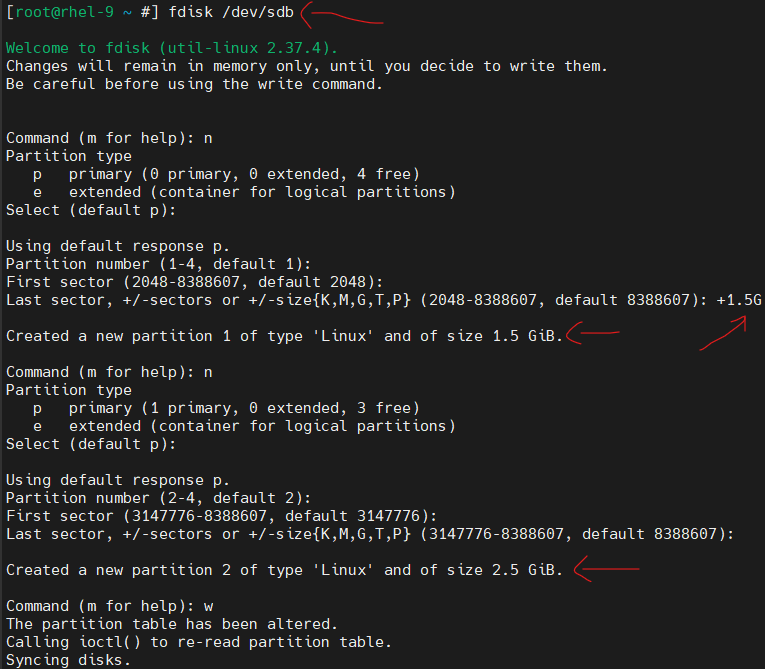 [root@rhel-9 ~ #] fdisk /dev/sdb
Welcome to fdisk (util-linux 2.37.4).
Changes will remain in memory only, until you decide to write them.
Be careful before using the write command.
Command (m for help): n
Partition type
   p   primary (0 primary, 0 extended, 4 free)
   e   extended (container for logical partitions)
Select (default p):
Using default response p.
Partition number (1-4, default 1):
First sector (2048-8388607, default 2048):
Last sector, +/-sectors or +/-size{K,M,G,T,P} (2048-8388607, default 8388607): +1.5G
Created a new partition 1 of type 'Linux' and of size 1.5 GiB.
Command (m for help): n
Partition type
   p   primary (1 primary, 0 extended, 3 free)
   e   extended (container for logical partitions)
Select (default p):
Using default response p.
Partition number (2-4, default 2):
First sector (3147776-8388607, default 3147776):
Last sector, +/-sectors or +/-size{K,M,G,T,P} (3147776-8388607, default 8388607):
Created a new partition 2 of type 'Linux' and of size 2.5 GiB.
Command (m for help): w
The partition table has been altered.
Calling ioctl() to re-read partition table.
Syncing disks.